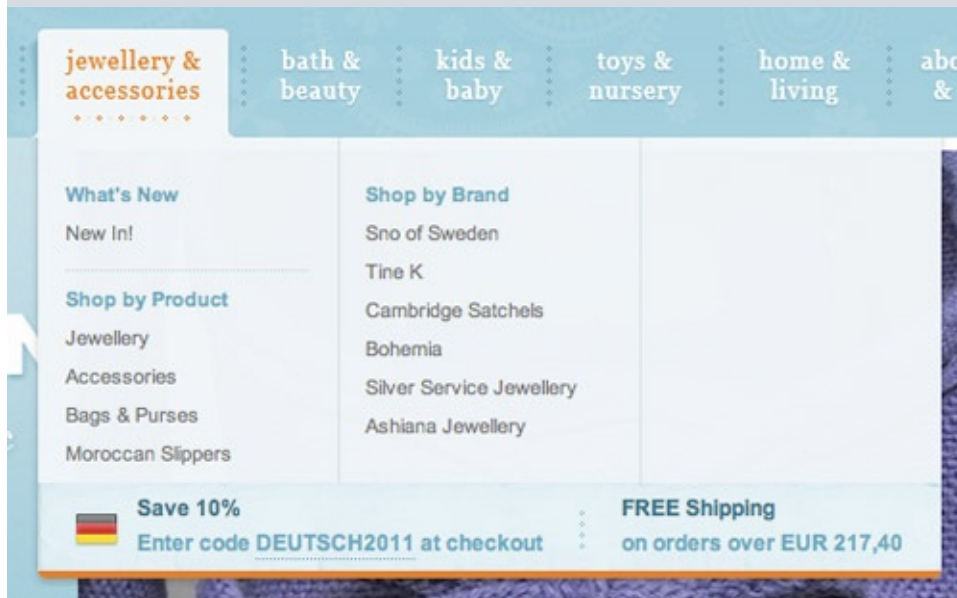 jewellery &
accessories
bath &
beauty
kids &
baby
toys &
nursery
home &
living
&
What's New
New In!
Shop by Product
Jewellery
Accessories
Bags & Purses
Moroccan Slippers
Shop by Brand
Sno of Sweden
Tine K
Cambridge Satchels
Bohemia
Silver Service Jewellery
Ashiana Jewellery
Save 10%
Enter code DEUTSCH2011 at checkout
FREE Shipping
on orders over EUR 217,40